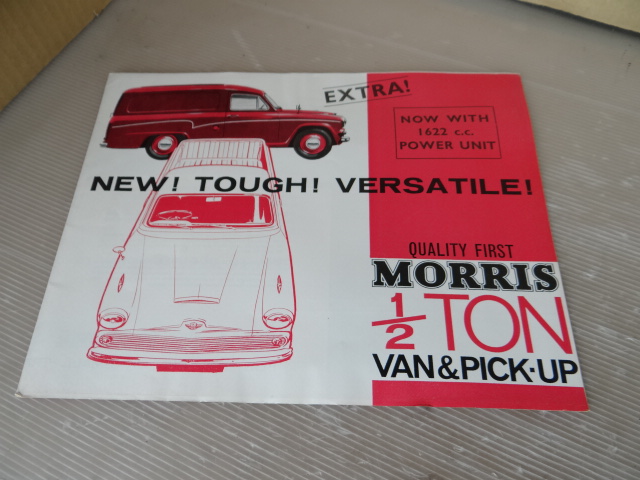 EXTRA!
NOW WITH
1622 c.c.
POWER UNIT
NEW! TOUGH! VERSATILE!
QUALITY FIRST
MORRIS
1/2 TON
VAN & PICK-UP